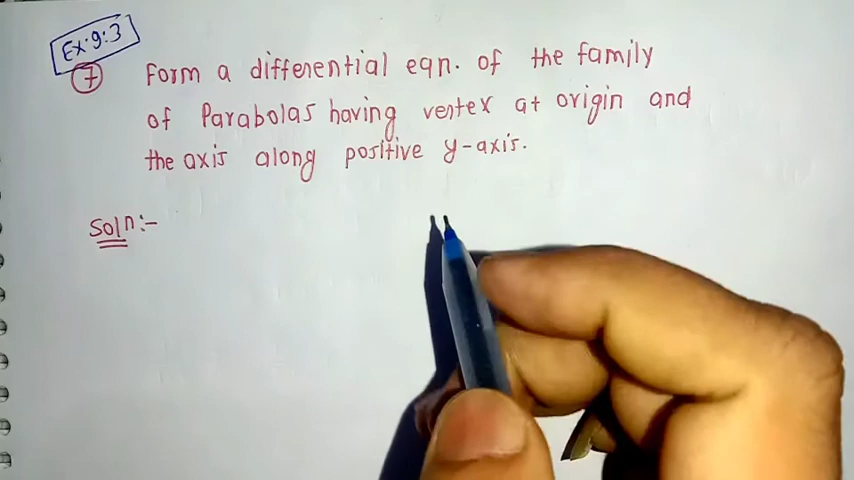 Ex:9:3
7 Form a differential eqn. of the family
of Parabolas having vertex at origin and
the axis along positive y-axis.
Soln:-